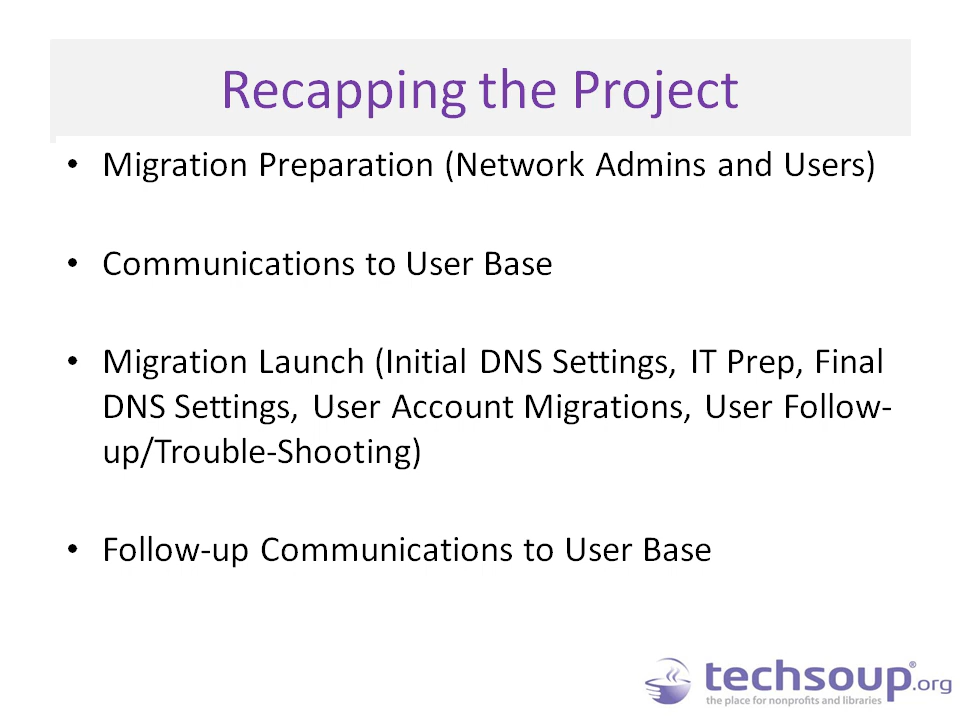 Recapping the Project
• Migration Preparation (Network Admins and Users)
• Communications to User Base
• Migration Launch (Initial DNS Settings, IT Prep, Final
DNS Settings, User Account Migrations, User Follow-
up/Trouble-Shooting)
• Follow-up Communications to User Base
techsoup®.org
the place for nonprofits and libraries